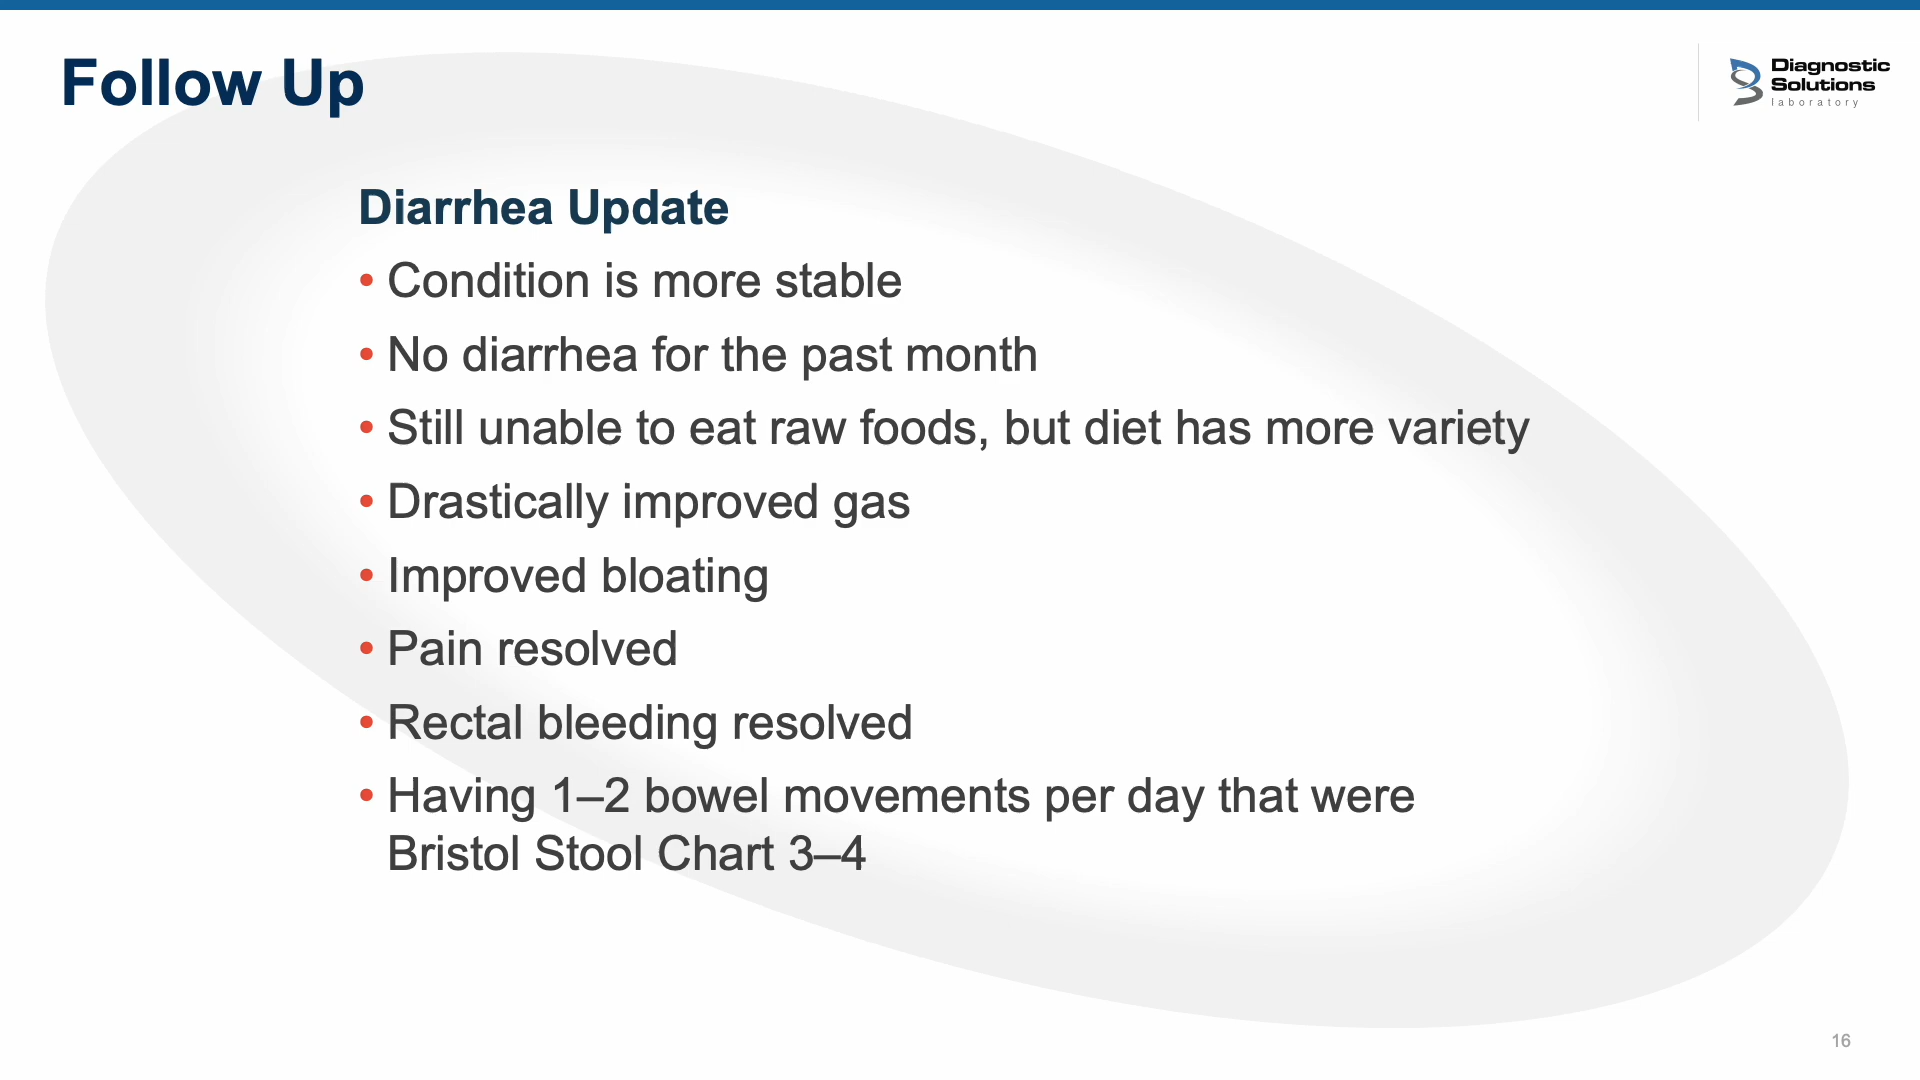 Follow Up
Diagnostic
Solutions
laboratory
Diarrhea Update
• Condition is more stable
• No diarrhea for the past month
• Still unable to eat raw foods, but diet has more variety
• Drastically improved gas
• Improved bloating
• Pain resolved
• Rectal bleeding resolved
• Having 1–2 bowel movements per day that were
Bristol Stool Chart 3–4
16